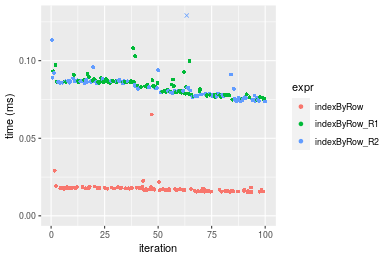 0.10
0.05
0.00
time (ms)
0
25
50
75
100
iteration
expr
indexByRow
indexByRow_R1
indexByRow_R2